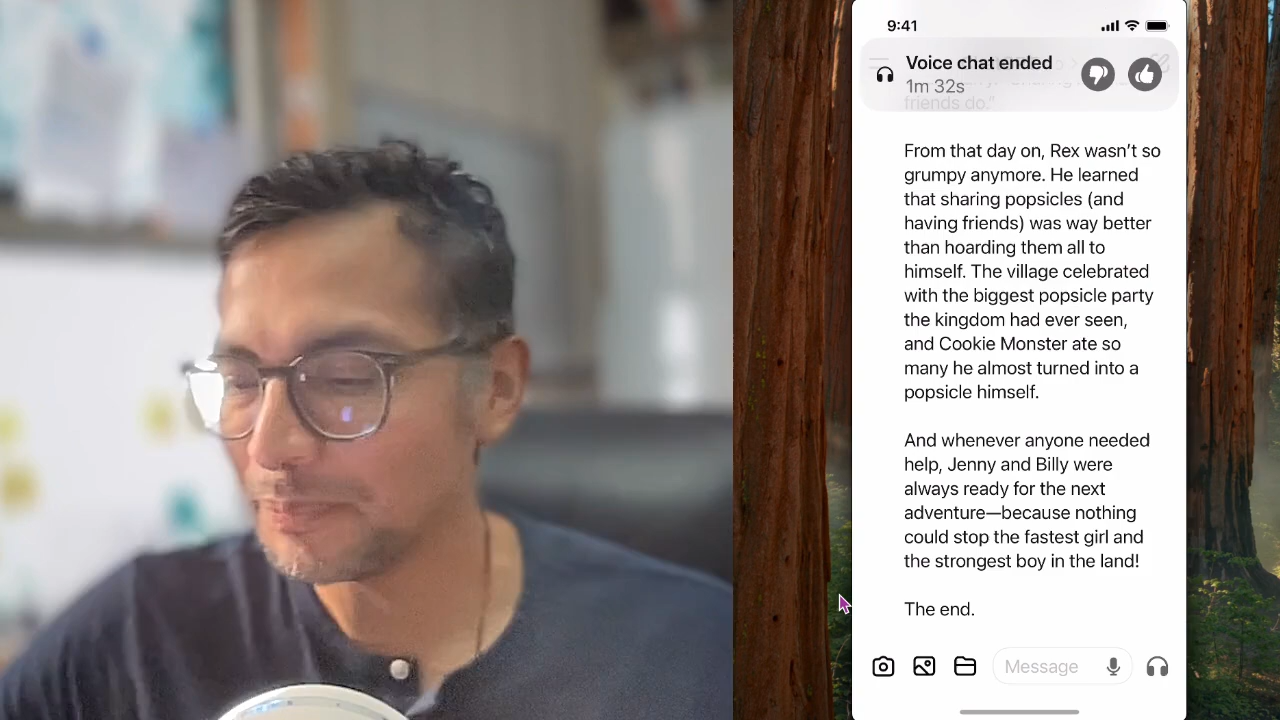 9:41
Voice chat ended
1m 32s
friends do."
From that day on, Rex wasn’t so
grumpy anymore. He learned
that sharing popsicles (and
having friends) was way better
than hoarding them all to
himself. The village celebrated
with the biggest popsicle party
the kingdom had ever seen,
and Cookie Monster ate so
many he almost turned into a
popsicle himself.
And whenever anyone needed
help, Jenny and Billy were
always ready for the next
adventure—because nothing
could stop the fastest girl and
the strongest boy in the land!
The end.
Message